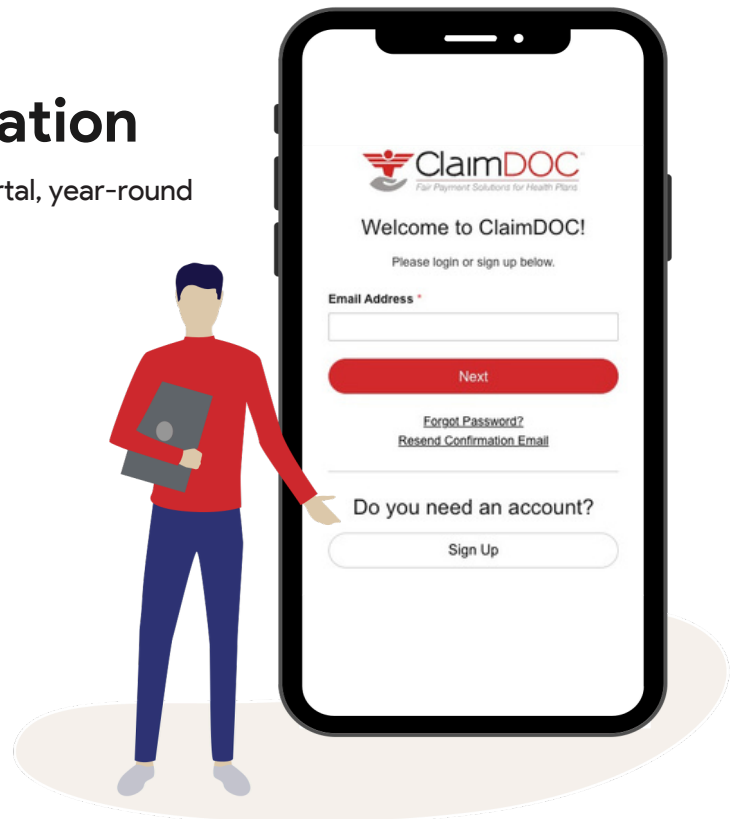 ation
rtal, year-round
ClaimDOC
Fair Payment Solutions for Health Plans
Welcome to ClaimDOC!
Please login or sign up below.
Email Address *
Next
Forgot Password?
Resend Confirmation Email
Do you need an account?
Sign Up